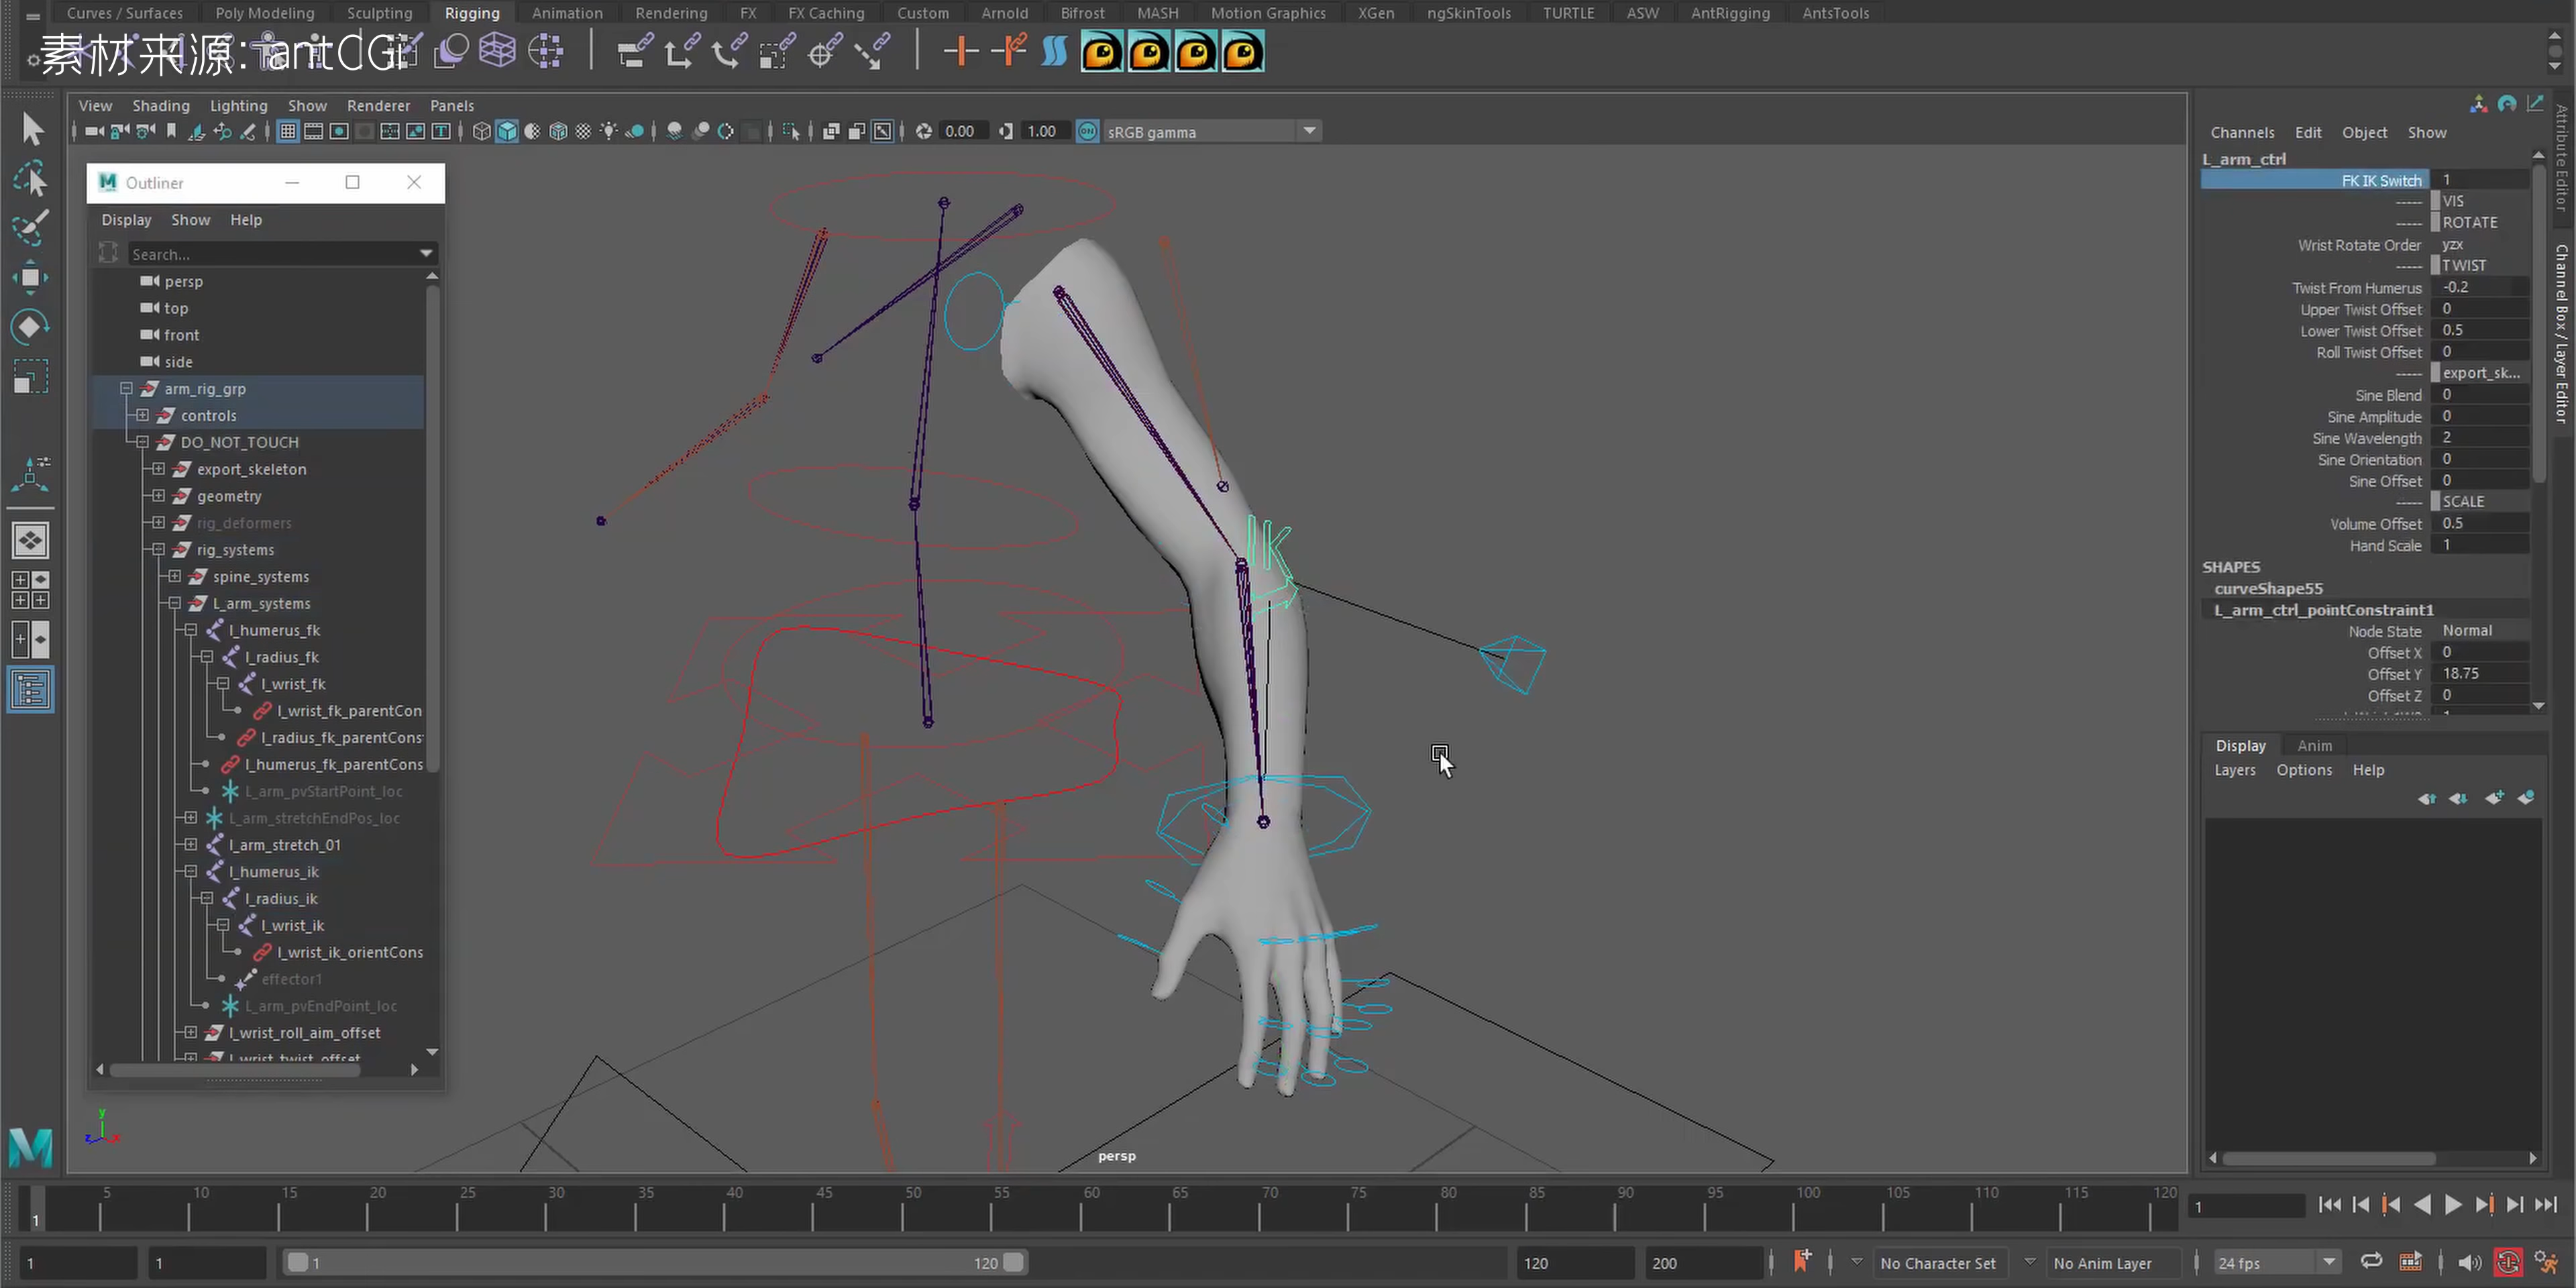 Curves / Surfaces Poly Modeling Sculpting Rigging Animation Rendering FX FX Caching Custom Arnold Bifrost MASH Motion Graphics XGen ngSkinTools TURTLE ASW AntRigging AntsTools
素材来源: antCGi
View Shading Lighting Show Renderer Panels
0.00 1.00 ON sRGB gamma
Outliner
Display Show Help
Search...
persp
top
front
side
arm_rig_grp
controls
DO_NOT_TOUCH
export_skeleton
geometry
rig_deformers
rig_systems
spine_systems
L_arm_systems
l_humerus_fk
l_radius_fk
l_wrist_fk
l_wrist_fk_parentCon
l_radius_fk_parentCons
l_humerus_fk_parentCons
L_arm_pvStartPoint_loc
L_arm_stretchEndPos_loc
l_arm_stretch_01
l_humerus_ik
l_radius_ik
l_wrist_ik
l_wrist_ik_orientCons
effector1
L_arm_pvEndPoint_loc
l_wrist_roll_aim_offset
l_wrist_twist_offset
IK
y
z x
persp
Channels Edit Object Show
L_arm_ctrl
FK IK Switch 1
----- VIS
----- ROTATE
Wrist Rotate Order yzx
----- TWIST
Twist From Humerus -0.2
Upper Twist Offset 0
Lower Twist Offset 0.5
Roll Twist Offset 0
----- export_sk...
Sine Blend 0
Sine Amplitude 0
Sine Wavelength 2
Sine Orientation 0
Sine Offset 0
----- SCALE
Volume Offset 0.5
Hand Scale 1
SHAPES
curveShape55
L_arm_ctrl_pointConstraint1
Node State Normal
Offset X 0
Offset Y 18.75
Offset Z 0
Attribute Editor
Channel Box / Layer Editor
Display Anim
Layers Options Help
5 10 15 20 25 30 35 40 45 50 55 60 65 70 75 80 85 90 95 100 105 110 115 120
1 1
1 1 1 120 120 200 No Character Set No Anim Layer 24 fps